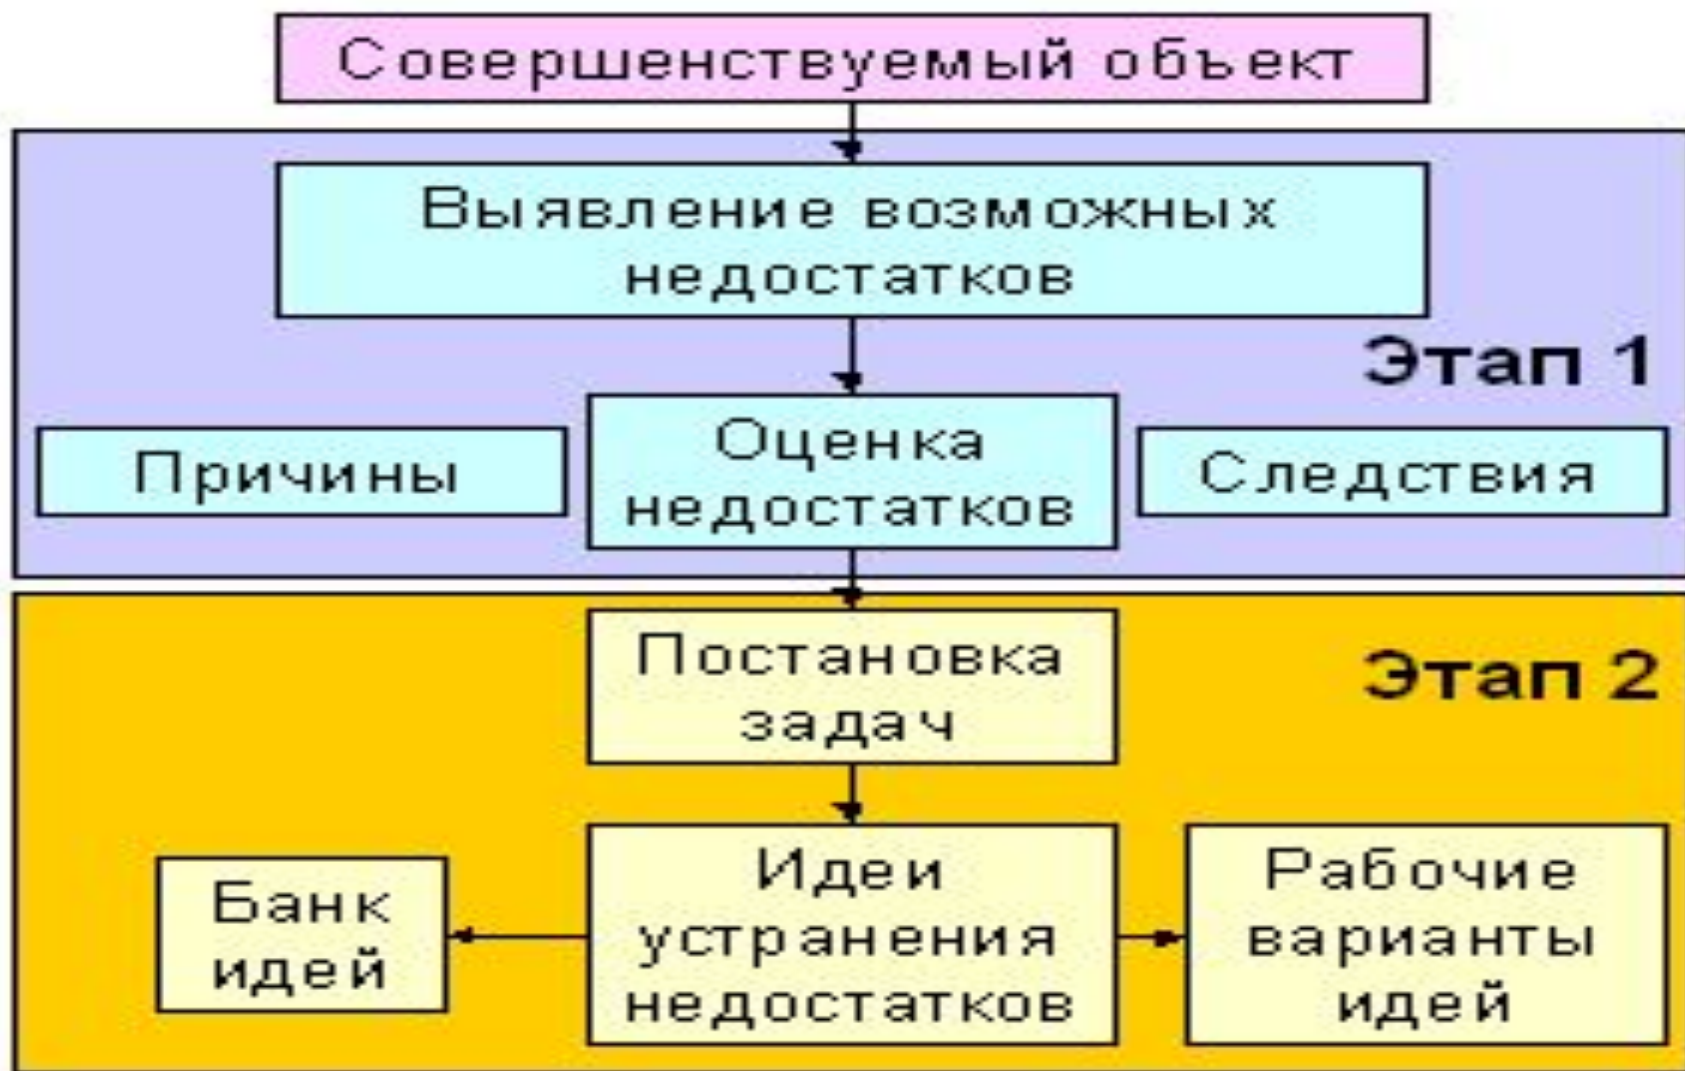 Совершенствуемый объект
Выявление возможных
недостатков
Этап 1
Причины
Оценка
недостатков
Следствия
Постановка
задач
Этап 2
Банк
идей
Идеи
устранения
недостатков
Рабочие
варианты
идей